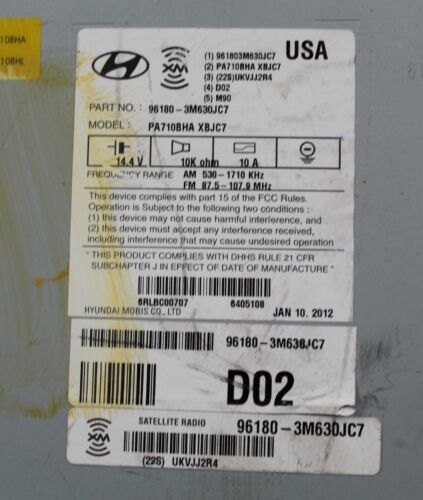 710BHA
710BHL
XM
(1) 961803M630JC7
(2) PA710BHA XBJC7
(3) (22S)UKVJJ2R4
(4) D02
(5) M90
USA
PART NO. : 96180-3M630JC7
MODEL : PA710BHA XBJC7
14.4 V 10K ohm 10 A
FREQUENCY RANGE AM 530-1710 KHz
FM 87.5-107.9 MHz
This device complies with part 15 of the FCC Rules.
Operation is Subject to the following two conditions :
(1) this device may not cause harmful interference, and
(2) this device must accept any interference received,
including interference that may cause undesired operation
" THIS PRODUCT COMPLIES WITH DHHS RULE 21 CFR
SUBCHAPTER J IN EFFECT OF DATE OF MANUFACTURE "
6RLBC00707 6405108
HYUNDAI MOBIS CO., LTD JAN 10. 2012
96180-3M630JC7
D02
XM
SATELLITE RADIO 96180-3M630JC7
(22S) UKVJJ2R4